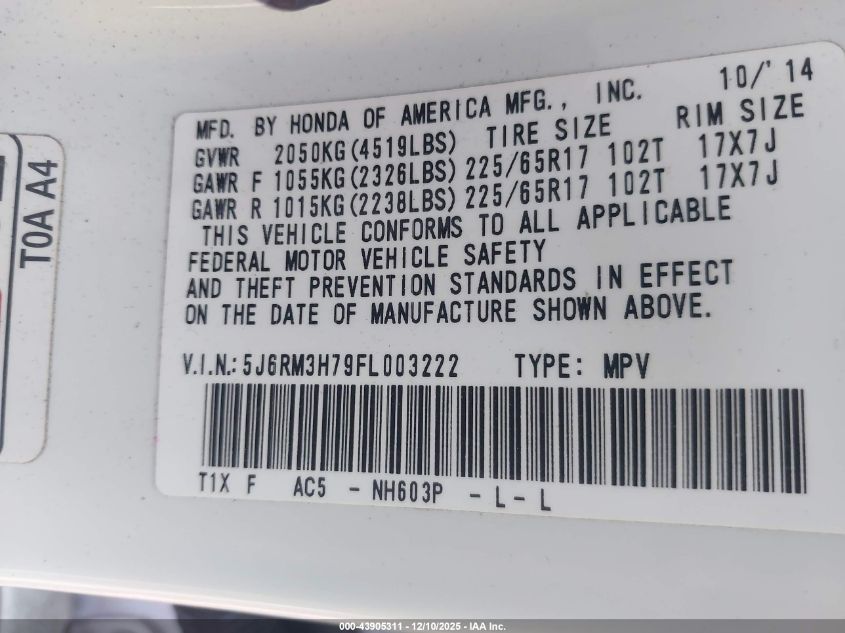 10/'14
MFD. BY HONDA OF AMERICA MFG., INC.
GVWR 2050KG(4519LBS) TIRE SIZE RIM SIZE
GAWR F 1055KG(2326LBS) 225/65R17 102T 17X7J
GAWR R 1015KG(2238LBS) 225/65R17 102T 17X7J
THIS VEHICLE CONFORMS TO ALL APPLICABLE
FEDERAL MOTOR VEHICLE SAFETY
AND THEFT PREVENTION STANDARDS IN EFFECT
ON THE DATE OF MANUFACTURE SHOWN ABOVE.
V.I.N.: 5J6RM3H79FL003222 TYPE: MPV
T1X F AC5 - NH603P - L - L
T0A A4
000-43905311 - 12/10/2025 - IAA Inc.